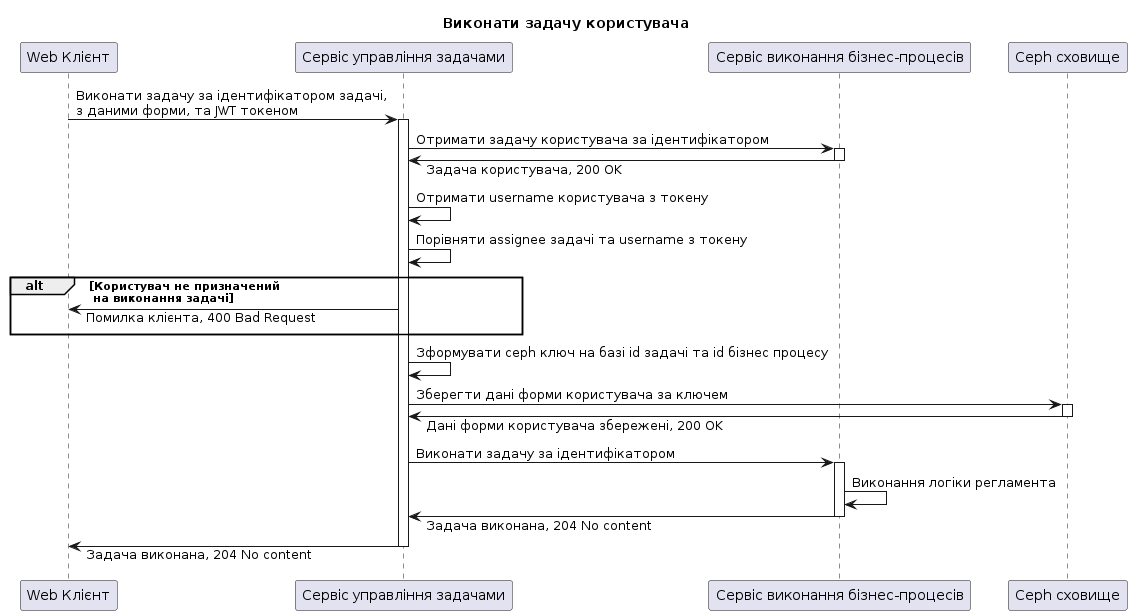 Виконати задачу користувача
Web Клієнт
Сервіс управління задачами
Сервіс виконання бізнес-процесів
Ceph сховище
Виконати задачу за ідентифікатором задачі,
з даними форми, та JWT токеном
Отримати задачу користувача за ідентифікатором
Задача користувача, 200 OK
Отримати username користувача з токену
Порівняти assignee задачі та username з токену
alt
[Користувач не призначений
на виконання задачі]
Помилка клієнта, 400 Bad Request
Зформувати ceph ключ на базі id задачі та id бізнес процесу
Зберегти дані форми користувача за ключем
Дані форми користувача збережені, 200 OK
Виконати задачу за ідентифікатором
Виконання логіки регламента
Задача виконана, 204 No content
Задача виконана, 204 No content
Web Клієнт
Сервіс управління задачами
Сервіс виконання бізнес-процесів
Ceph сховище